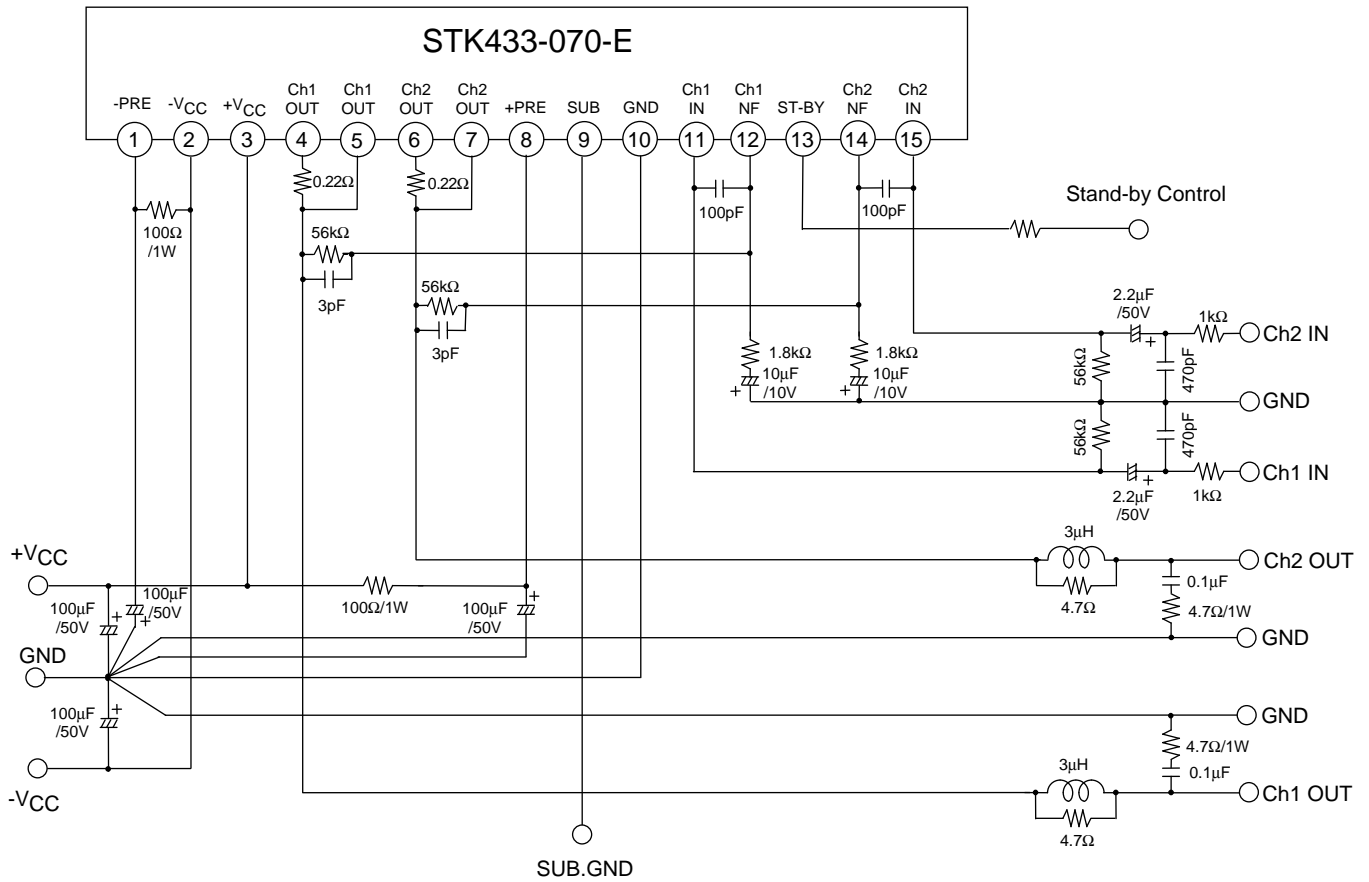 STK433-070-E
-PRE
-VCC
+VCC
Ch1
OUT
Ch1
OUT
Ch2
OUT
Ch2
OUT
+PRE
SUB
GND
Ch1
IN
Ch1
NF
ST-BY
Ch2
NF
Ch2
IN
1
2
3
4
5
6
7
8
9
10
11
12
13
14
15
0.22Ω
0.22Ω
100pF
100pF
Stand-by Control
100Ω
/1W
56kΩ
3pF
56kΩ
3pF
1.8kΩ
10µF
/10V
+
1.8kΩ
10µF
/10V
+
2.2µF
/50V
+
1kΩ
Ch2 IN
56kΩ
470pF
GND
56kΩ
470pF
2.2µF
/50V
+
1kΩ
Ch1 IN
3µH
4.7Ω
Ch2 OUT
0.1µF
4.7Ω/1W
GND
+VCC
100µF
/50V
+
100µF
/50V
+
100Ω/1W
100µF
/50V
+
GND
100µF
/50V
+
-VCC
GND
4.7Ω/1W
0.1µF
3µH
4.7Ω
Ch1 OUT
SUB.GND